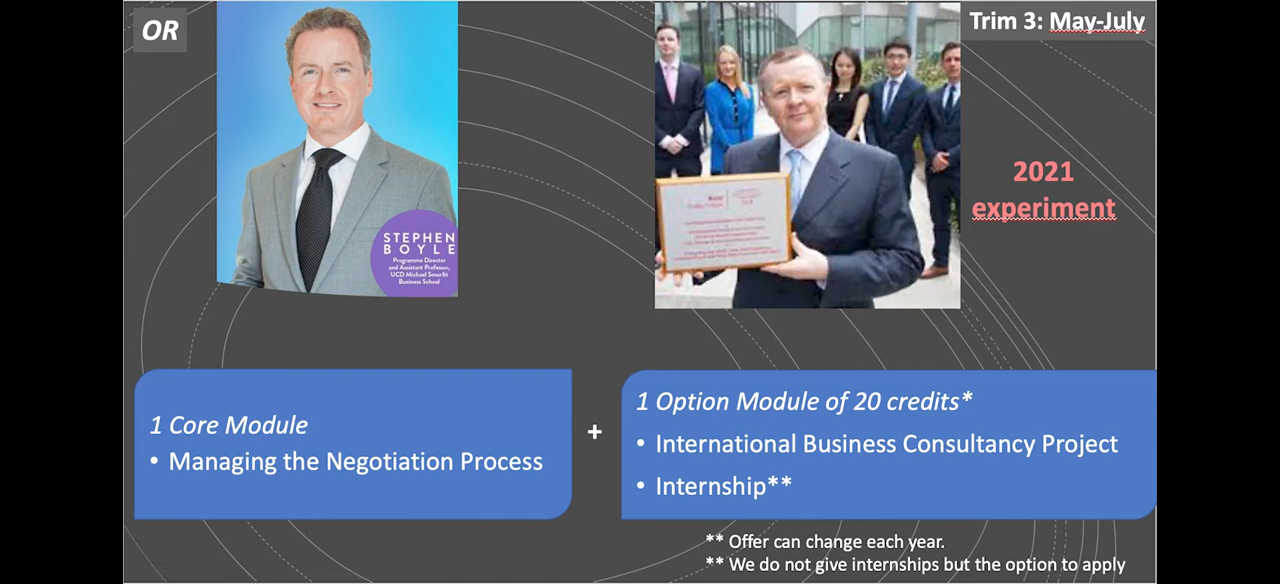 OR
Trim 3: May-July
STEPHEN
BOYLE
Programme Director
and Assistant Professor,
UCD Michael Smurfit
Business School
2021
experiment
1 Core Module
• Managing the Negotiation Process
+
1 Option Module of 20 credits*
• International Business Consultancy Project
• Internship**
** Offer can change each year.
** We do not give internships but the option to apply